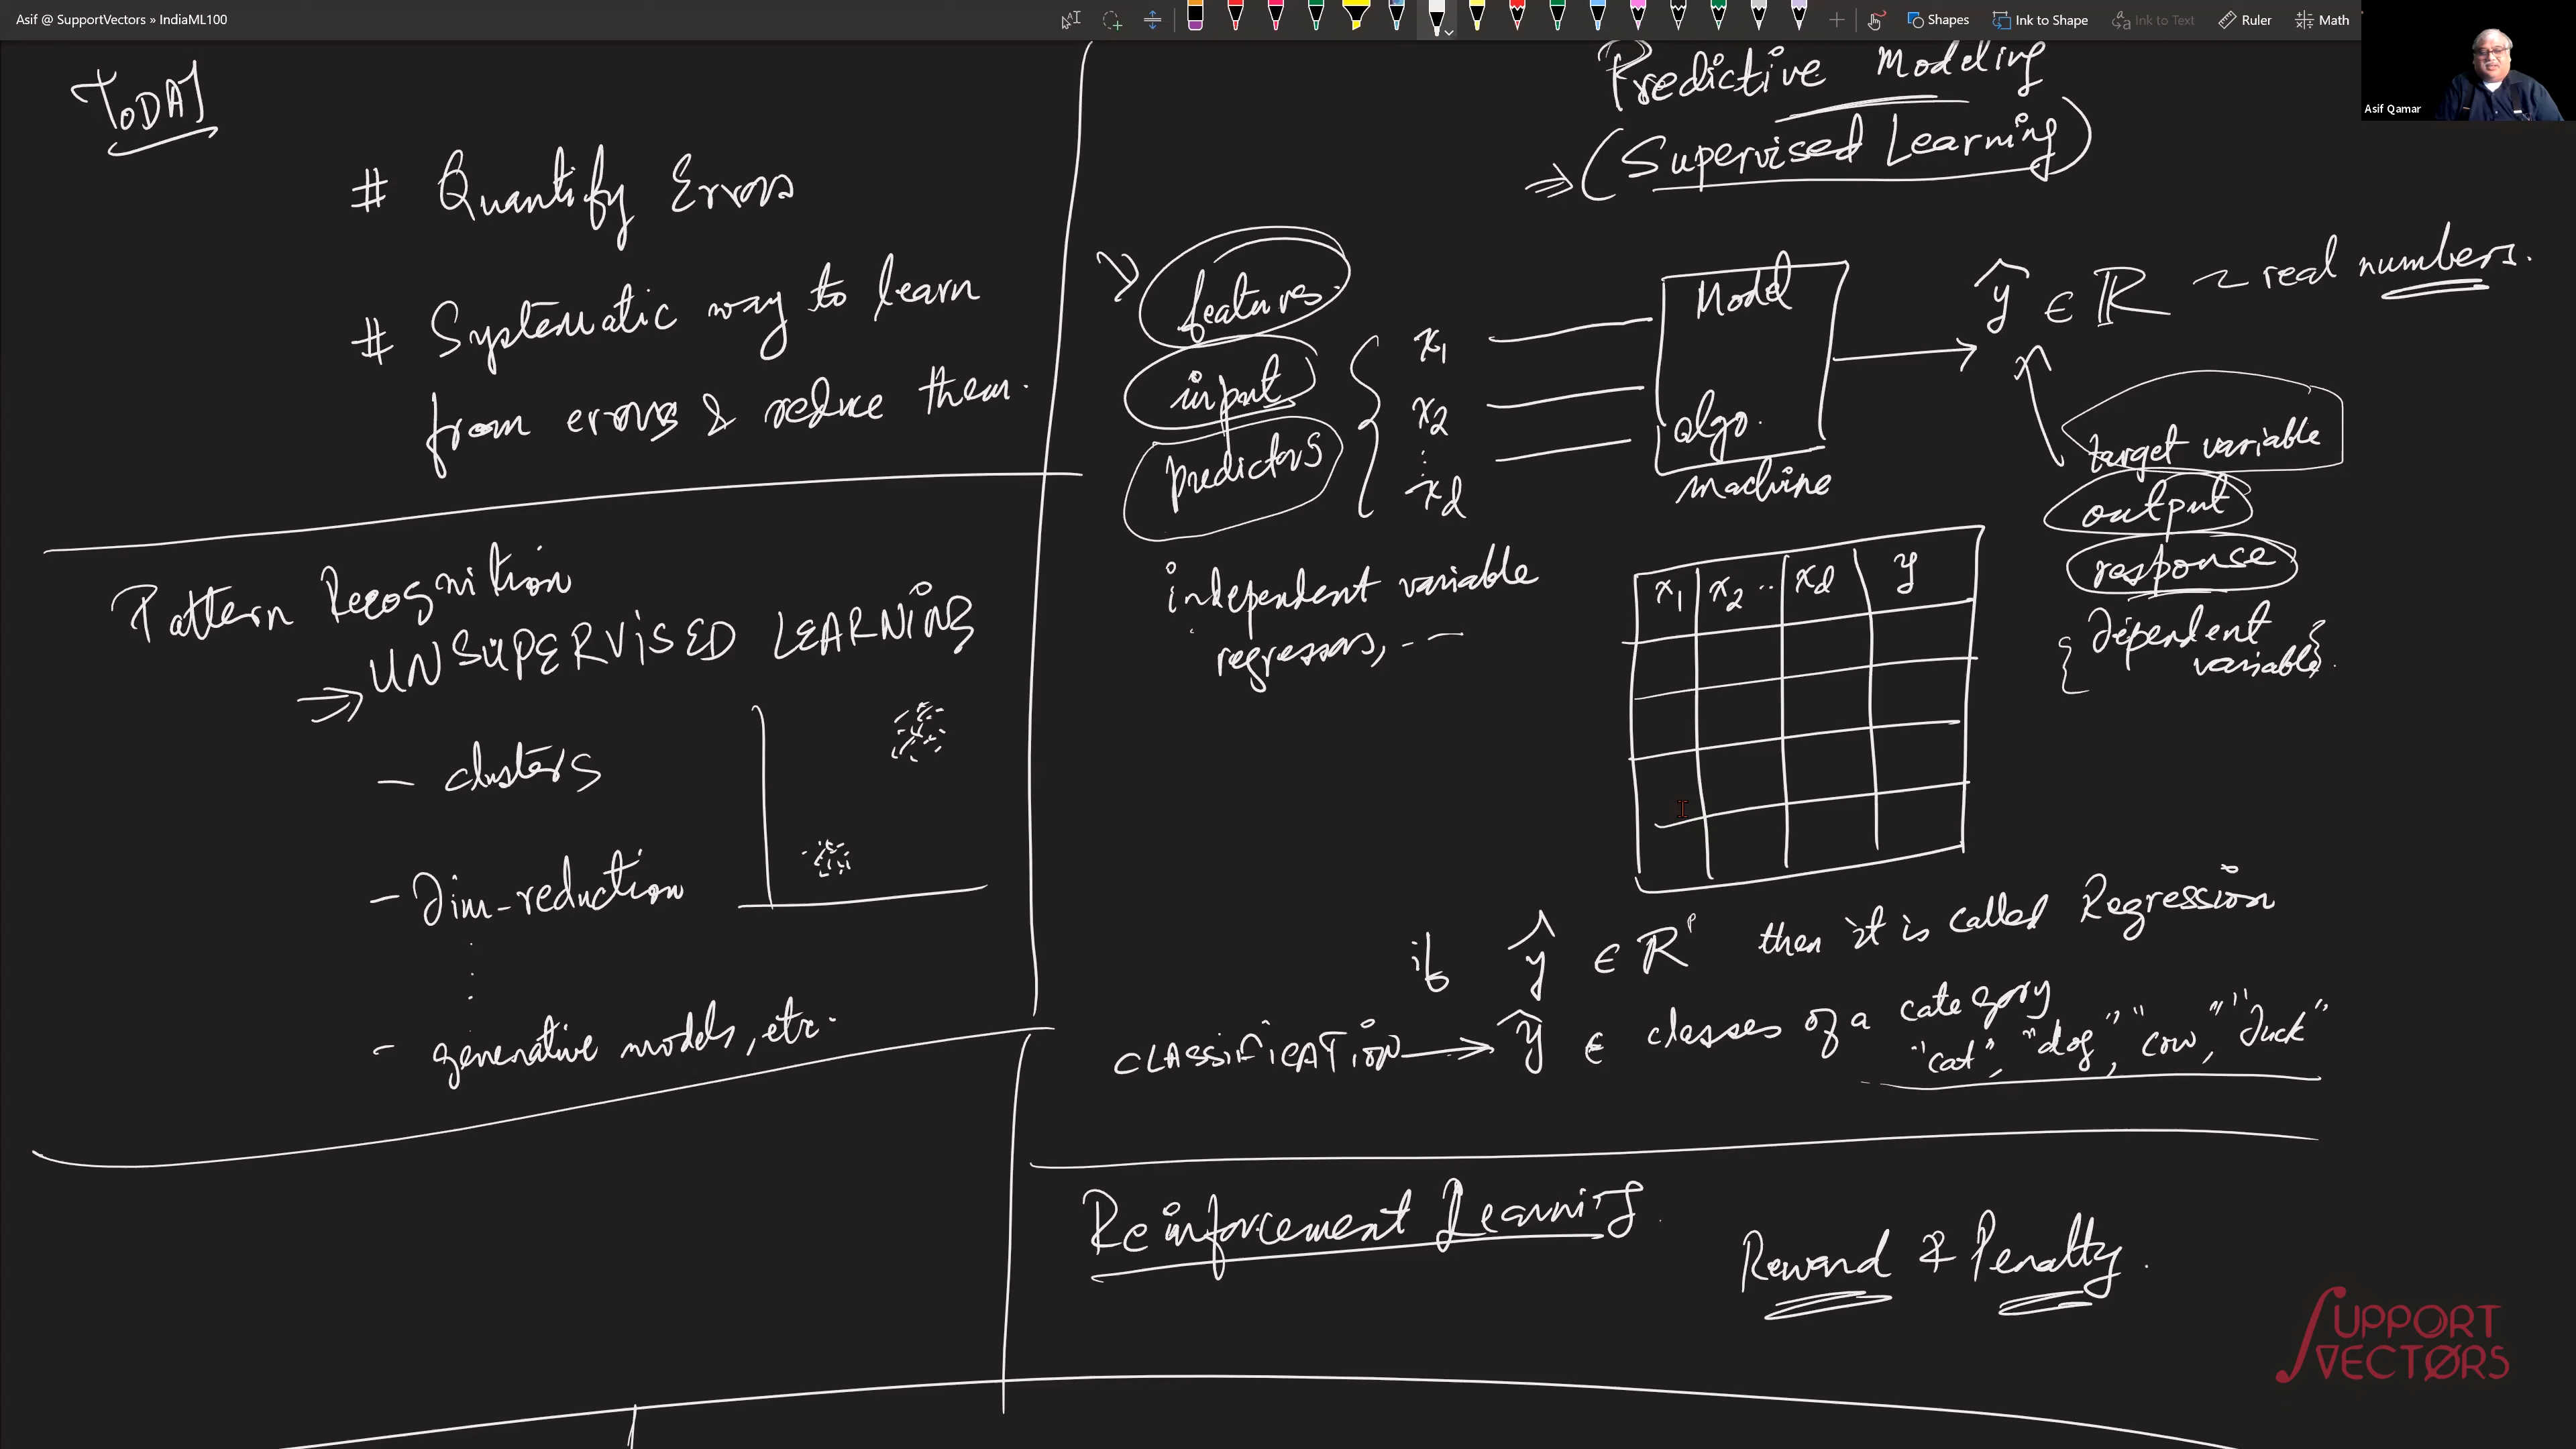 Asif @ SupportVectors » IndiaML100
Shapes
Ink to Shape
Ink to Text
Ruler
Math
Asif Qamar
TODAY
# Quantify Errors
# Systematic way to learn
from errors & reduce them.
Pattern Recognition
UNSUPERVISED LEARNING
- clusters
- Dim-reduction
- generative models, etc.
Predictive Modeling
⇒ (Supervised Learning)
features
input
predictors
x1
x2
⋮
xd
independent variable
regressors, --
Model
algo.
machine
ŷ ∈ ℝ ~ real numbers.
target variable
output
response
{Dependent
variable}.
x1 x2 .. xd y
if ŷ ∈ ℝ¹ then it is called Regression
CLASSIFICATION → ŷ ∈ classes of a category
"cat", "dog", "cow", "Duck"
Reinforcement Learning.
Reward & Penalty.
SUPPORT
VECTORS